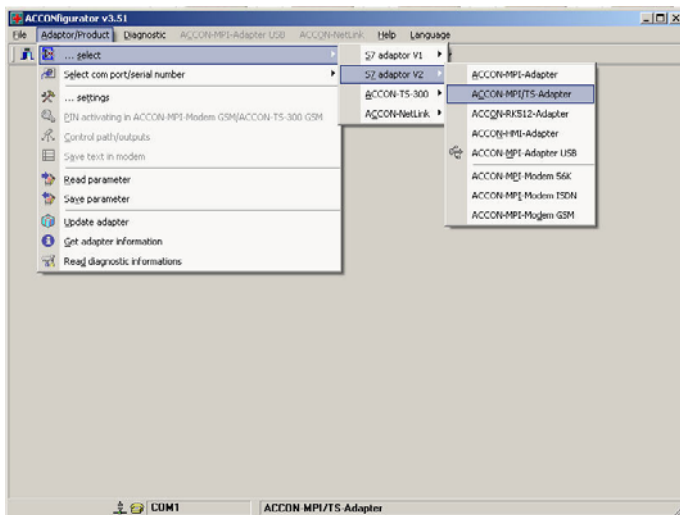 ACCONfigurator v3.51
File Adaptor/Product Diagnostic ACCON-MPI-Adapter USB ACCON-NetLink Help Language
... select
Select com port/serial number
... settings
PIN activating in ACCON-MPI-Modem GSM/ACCON-TS-300 GSM
Control path/outputs
Save text in modem
Read parameter
Save parameter
Update adapter
Get adapter information
Read diagnostic informations
S7 adaptor V1
S7 adaptor V2
ACCON-TS-300
ACCON-NetLink
ACCON-MPI-Adapter
ACCON-MPI/TS-Adapter
ACCON-RK512-Adapter
ACCON-HMI-Adapter
ACCON-MPI-Adapter USB
ACCON-MPI-Modem 56K
ACCON-MPI-Modem ISDN
ACCON-MPI-Modem GSM
COM1 ACCON-MPI/TS-Adapter